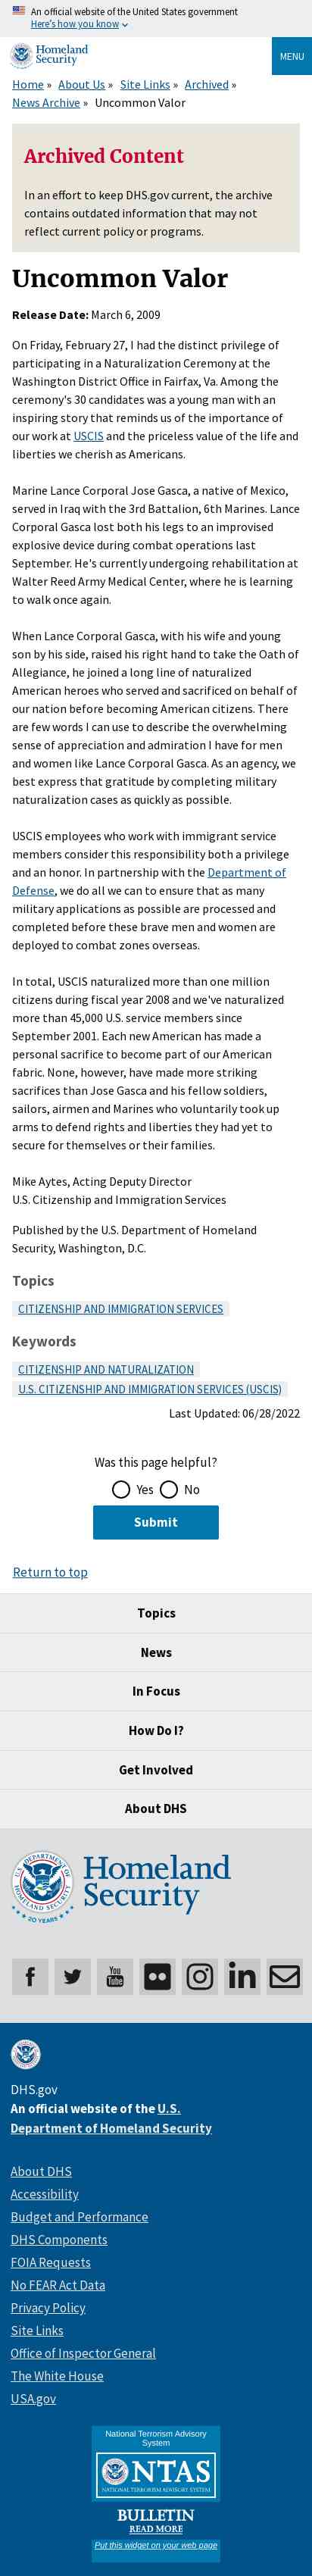 An official website of the United States government
Here's how you know
Homeland
Security
MENU
Home » About Us » Site Links » Archived »
News Archive » Uncommon Valor
Archived Content
In an effort to keep DHS.gov current, the archive
contains outdated information that may not
reflect current policy or programs.
Uncommon Valor
Release Date: March 6, 2009
On Friday, February 27, I had the distinct privilege of
participating in a Naturalization Ceremony at the
Washington District Office in Fairfax, Va. Among the
ceremony's 30 candidates was a young man with an
inspiring story that reminds us of the importance of
our work at USCIS and the priceless value of the life and
liberties we cherish as Americans.
Marine Lance Corporal Jose Gasca, a native of Mexico,
served in Iraq with the 3rd Battalion, 6th Marines. Lance
Corporal Gasca lost both his legs to an improvised
explosive device during combat operations last
September. He's currently undergoing rehabilitation at
Walter Reed Army Medical Center, where he is learning
to walk once again.
When Lance Corporal Gasca, with his wife and young
son by his side, raised his right hand to take the Oath of
Allegiance, he joined a long line of naturalized
American heroes who served and sacrificed on behalf of
our nation before becoming American citizens. There
are few words I can use to describe the overwhelming
sense of appreciation and admiration I have for men
and women like Lance Corporal Gasca. As an agency, we
best express that gratitude by completing military
naturalization cases as quickly as possible.
USCIS employees who work with immigrant service
members consider this responsibility both a privilege
and an honor. In partnership with the Department of
Defense, we do all we can to ensure that as many
military applications as possible are processed and
completed before these brave men and women are
deployed to combat zones overseas.
In total, USCIS naturalized more than one million
citizens during fiscal year 2008 and we've naturalized
more than 45,000 U.S. service members since
September 2001. Each new American has made a
personal sacrifice to become part of our American
fabric. None, however, have made more striking
sacrifices than Jose Gasca and his fellow soldiers,
sailors, airmen and Marines who voluntarily took up
arms to defend rights and liberties they had yet to
secure for themselves or their families.
Mike Aytes, Acting Deputy Director
U.S. Citizenship and Immigration Services
Published by the U.S. Department of Homeland
Security, Washington, D.C.
Topics
CITIZENSHIP AND IMMIGRATION SERVICES
Keywords
CITIZENSHIP AND NATURALIZATION
U.S. CITIZENSHIP AND IMMIGRATION SERVICES (USCIS)
Last Updated: 06/28/2022
Was this page helpful?
Yes No
Submit
Return to top
Topics
News
In Focus
How Do I?
Get Involved
About DHS
U.S. DEPARTMENT OF
HOMELAND SECURITY
20 YEARS
Homeland
Security
You
Tube
DHS.gov
An official website of the U.S.
Department of Homeland Security
About DHS
Accessibility
Budget and Performance
DHS Components
FOIA Requests
No FEAR Act Data
Privacy Policy
Site Links
Office of Inspector General
The White House
USA.gov
National Terrorism Advisory
System
NTAS
NATIONAL TERRORISM ADVISORY SYSTEM
BULLETIN
READ MORE
Put this widget on your web page